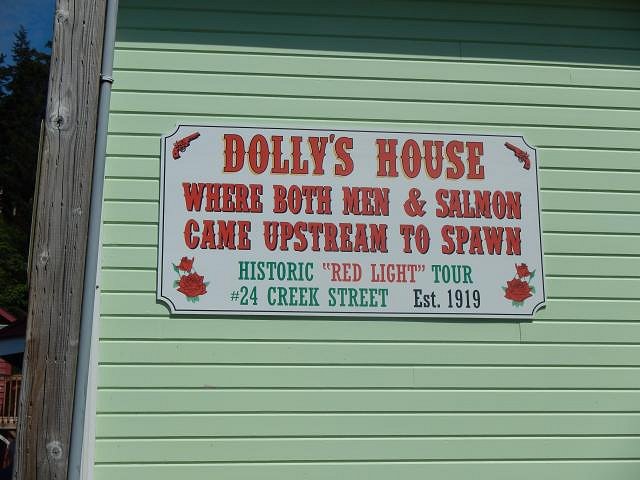 DOLLY'S HOUSE
WHERE BOTH MEN & SALMON
CAME UPSTREAM TO SPAWN
HISTORIC "RED LIGHT" TOUR
#24 CREEK STREET Est. 1919